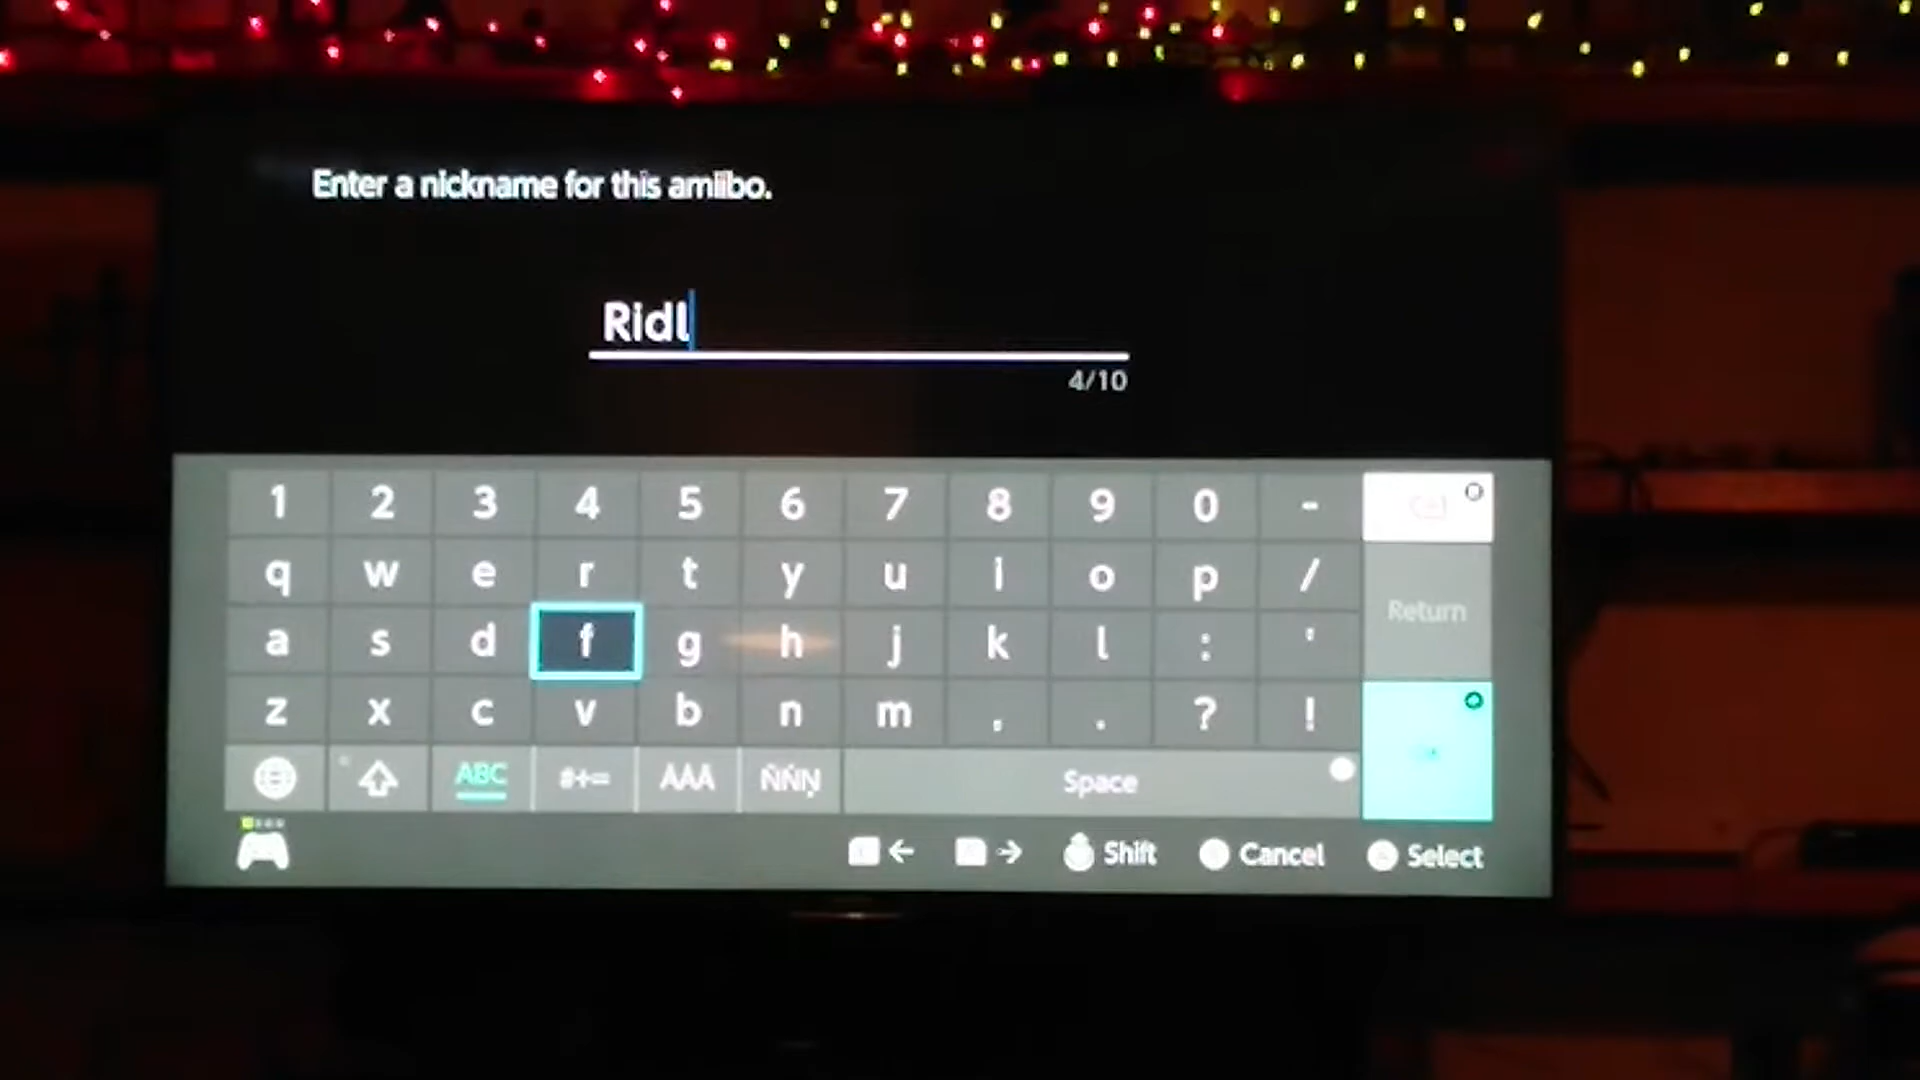 Enter a nickname for this amiibo.
Ridl
4/10
1 2 3 4 5 6 7 8 9 0 -
q w e r t y u i o p /
Return
a s d f g h j k l : '
z x c v b n m , . ? !
ABC #+= ÀÁÂ ÑŃŅ Space
← → Shift Cancel Select